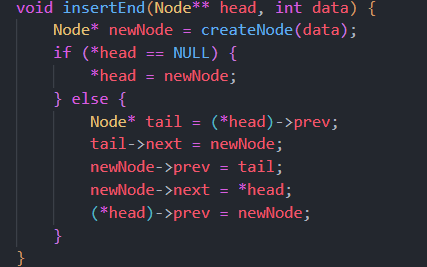 void insertEnd(Node** head, int data) {
    Node* newNode = createNode(data);
    if (*head == NULL) {
        *head = newNode;
    } else {
        Node* tail = (*head)->prev;
        tail->next = newNode;
        newNode->prev = tail;
        newNode->next = *head;
        (*head)->prev = newNode;
    }
}